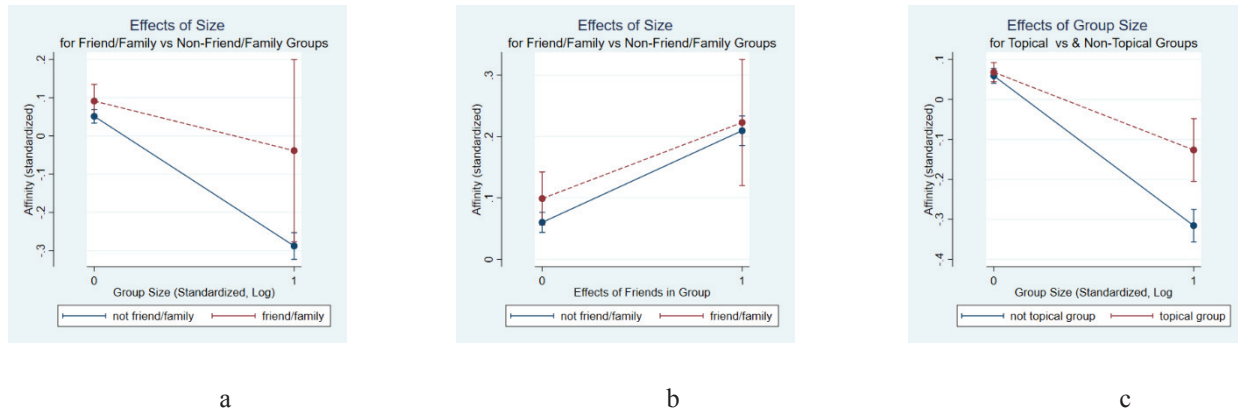 Effects of Size
for Friend/Family vs Non-Friend/Family Groups
Affinity (standardized)
.2
.1
0
-.1
-.2
-.3
0
1
Group Size (Standardized, Log)
not friend/family
friend/family
Effects of Size
for Friend/Family vs Non-Friend/Family Groups
Affinity (standardized)
.3
.2
.1
0
0
1
Effects of Friends in Group
not friend/family
friend/family
Effects of Group Size
for Topical vs & Non-Topical Groups
Affinity (standardized)
.1
0
-.1
-.2
-.3
-.4
0
1
Group Size (Standardized, Log
not topical group
topical group
a
b
c